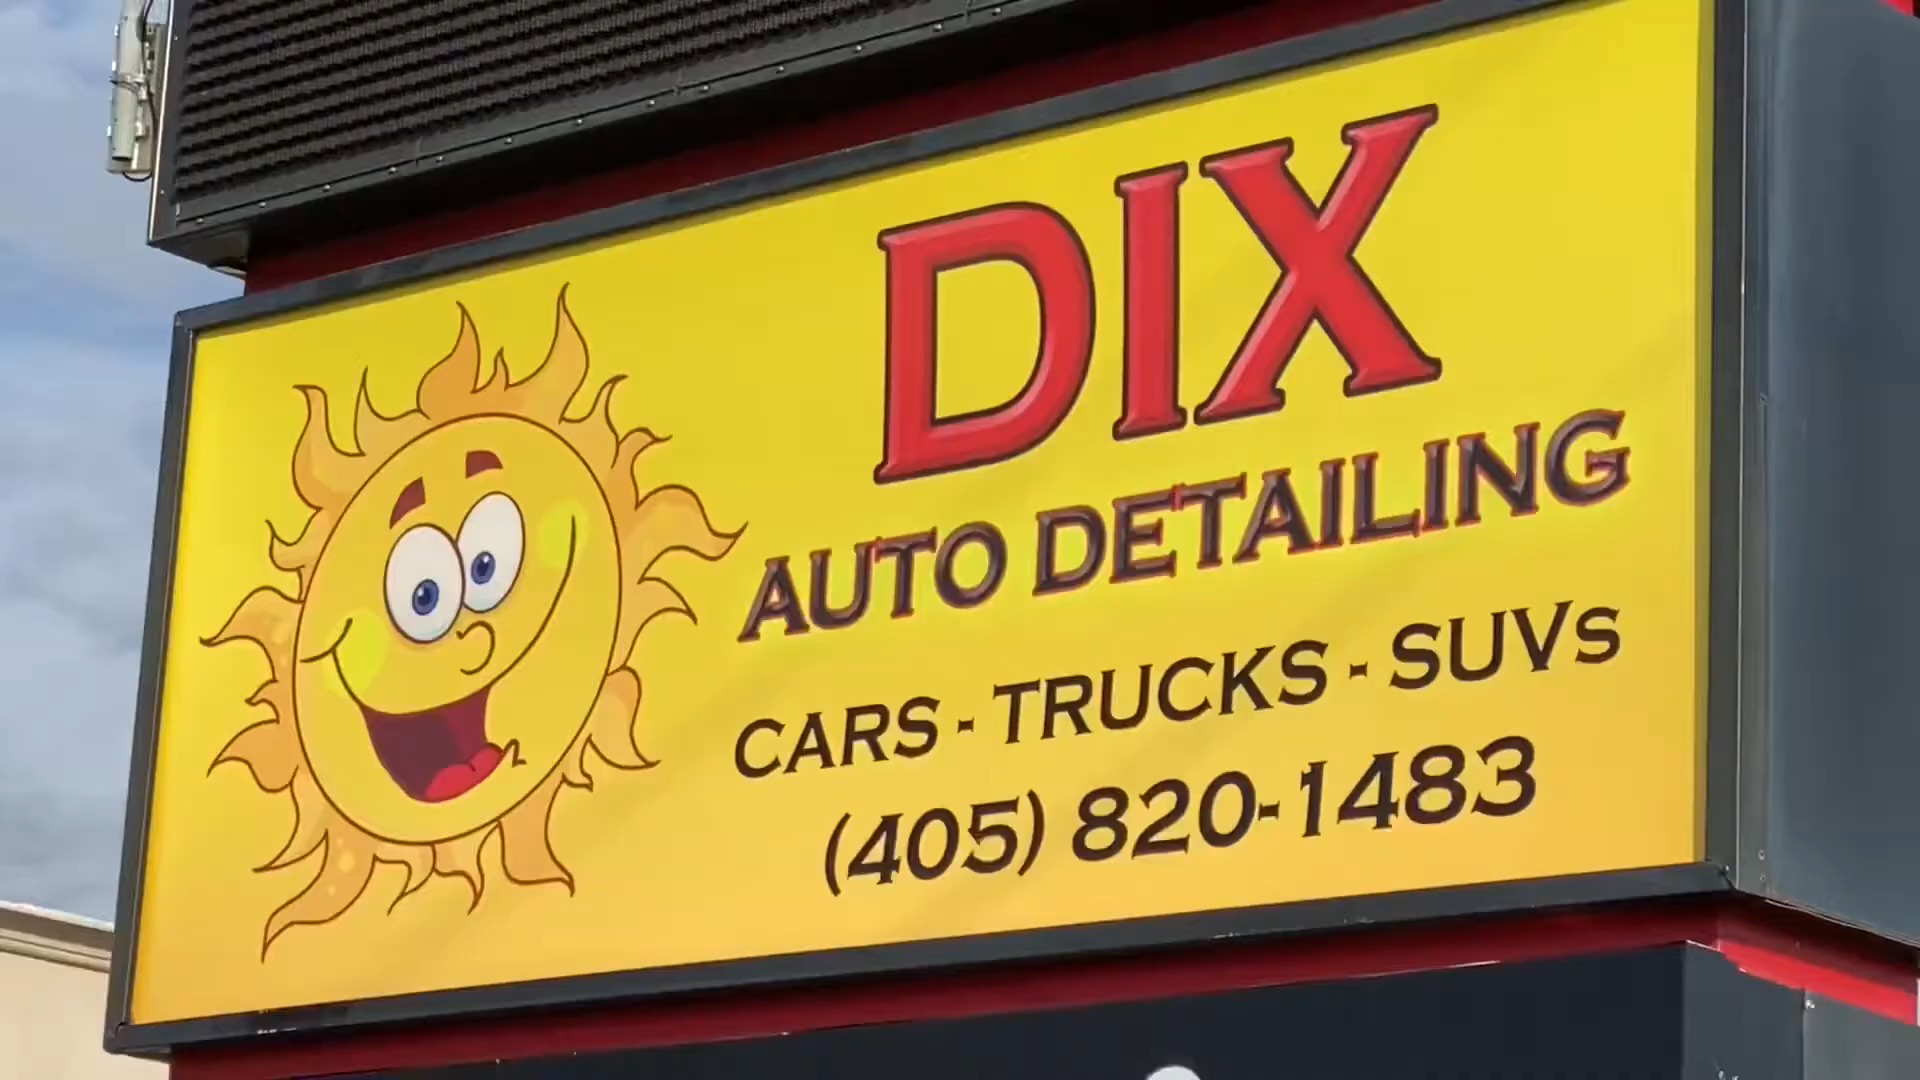 DIX
AUTO DETAILING
CARS - TRUCKS - SUVs
(405) 820-1483